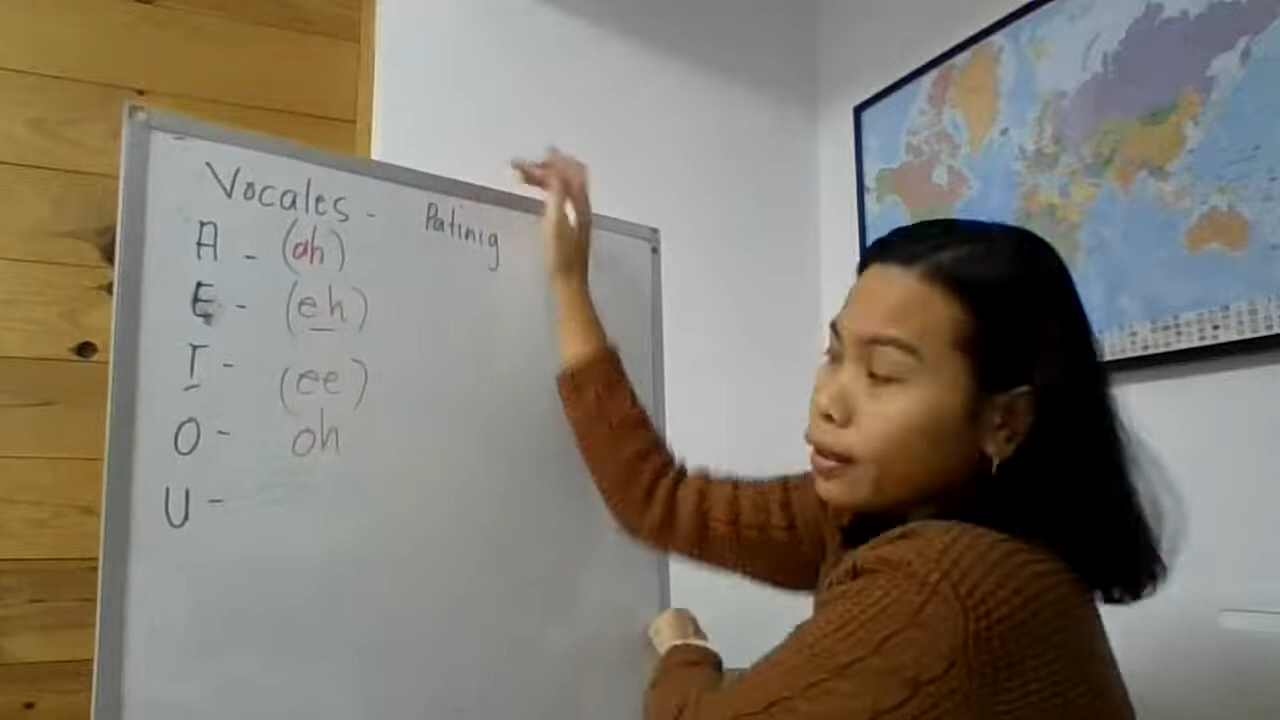 Vocales - Patinig
A - (ah)
E - (eh)
I - (ee)
O - oh
U -